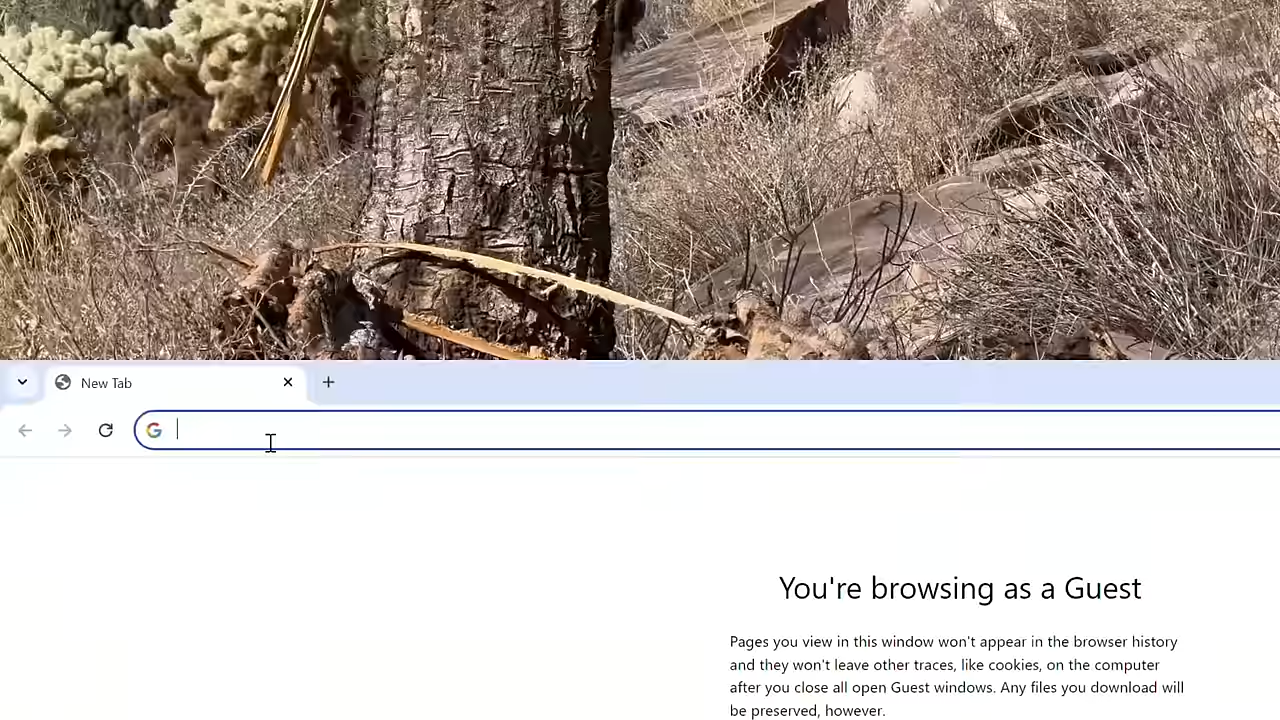 New Tab
You're browsing as a Guest
Pages you view in this window won't appear in the browser history
and they won't leave other traces, like cookies, on the computer
after you close all open Guest windows. Any files you download will
be preserved, however.